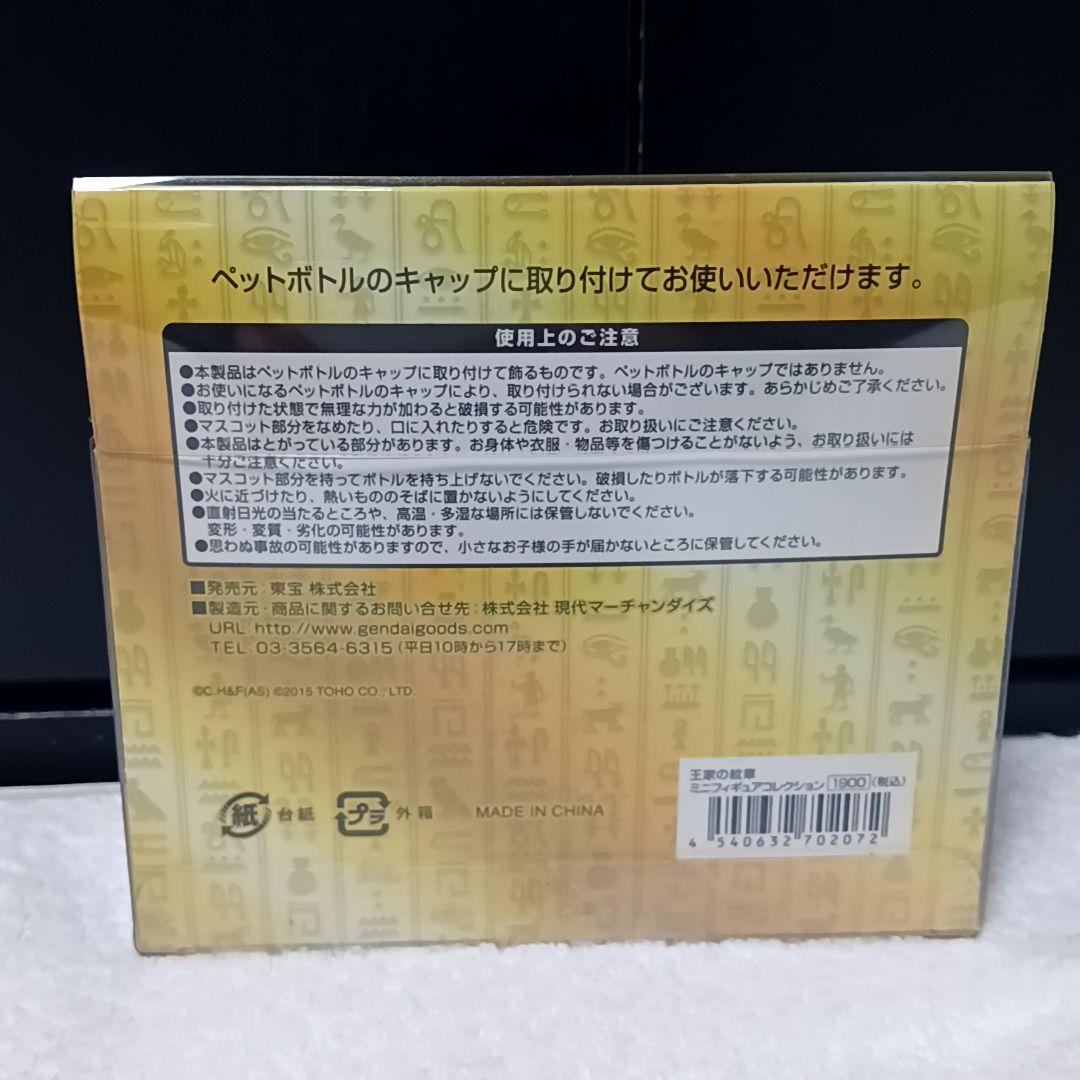 ペットボトルのキャップに取り付けてお使いいただけます。
使用上のご注意
●本製品はペットボトルのキャップに取り付けて飾るものです。ペットボトルのキャップではありません。
●お使いになるペットボトルのキャップにより、取り付けられない場合がございます。あらかじめご了承ください。
●取り付けた状態で無理な力が加わると破損する可能性があります。
●マスコット部分をなめたり、口に入れたりすると危険です。お取り扱いにご注意ください。
●本製品はとがっている部分があります。お身体や衣服・物品等を傷つけることがないよう、お取り扱いには
十分ご注意ください。
●マスコット部分を持ってボトルを持ち上げないでください。破損したりボトルが落下する可能性があります。
●火に近づけたり、熱いもののそばに置かないようにしてください。
●直射日光の当たるところや、高温・多湿な場所には保管しないでください。
変形・変質・劣化の可能性があります。
●思わぬ事故の可能性がありますので、小さなお子様の手が届かないところに保管してください。
■発売元：東宝 株式会社
■製造元・商品に関するお問い合せ先：株式会社 現代マーチャンダイズ
URL：http://www.gendaigoods.com
TEL：03-3564-6315（平日10時から17時まで）
©C.H&F(AS) ©2015 TOHO CO., LTD.
紙 台紙 プラ 外箱 MADE IN CHINA
王家の紋章
ミニフィギュアコレクション 1900（税込）
4 540632 702072